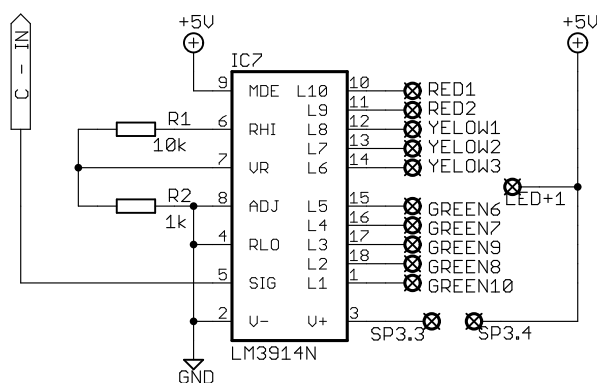 +5V
+5V
C - IN
IC7
9 MDE L10 10 RED1
L9 11 RED2
R1 6 RHI L8 12 YELOW1
10k L7 13 YELOW2
7 VR L6 14 YELOW3
LED+1
R2 8 ADJ L5 15 GREEN6
1k L4 16 GREEN7
4 RLO L3 17 GREEN9
L2 18 GREEN8
5 SIG L1 1 GREEN10
2 V- V+ 3 SP3.3 SP3.4
LM3914N
GND